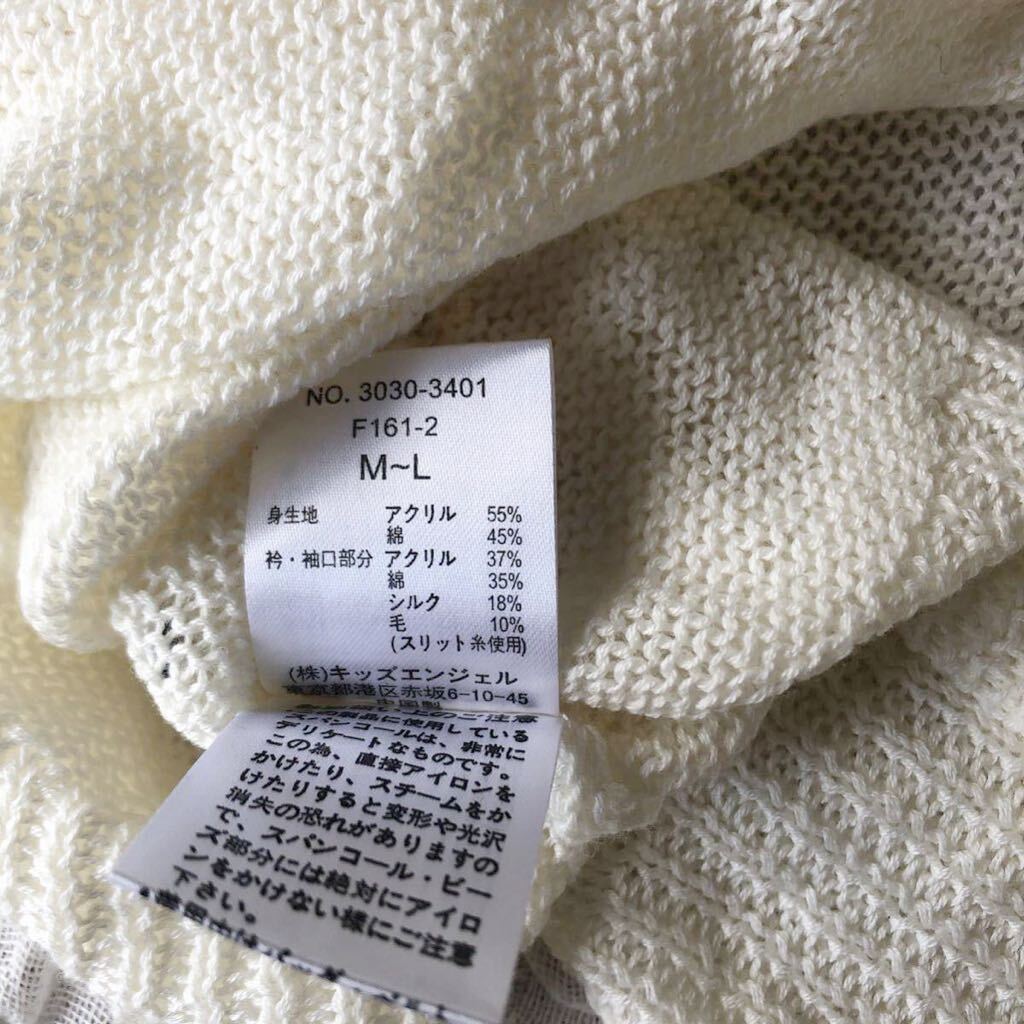 NO. 3030-3401
F161-2
M~L
身生地 アクリル 55%
綿 45%
衿・袖口部分 アクリル 37%
綿 35%
シルク 18%
毛 10%
(スリット糸使用)
(株)キッズエンジェル
東京都港区赤坂6-10-45
中国製
のご注意
商品に使用している
スパンコールは、非常に
デリケートなものです。
この為、直接アイロンを
かけたり、スチームをか
けたりすると変形や光沢
消失の恐れがありますの
で、スパンコール・ビー
ズ部分には絶対にアイロ
ンをかけない様にご注意
下さい。